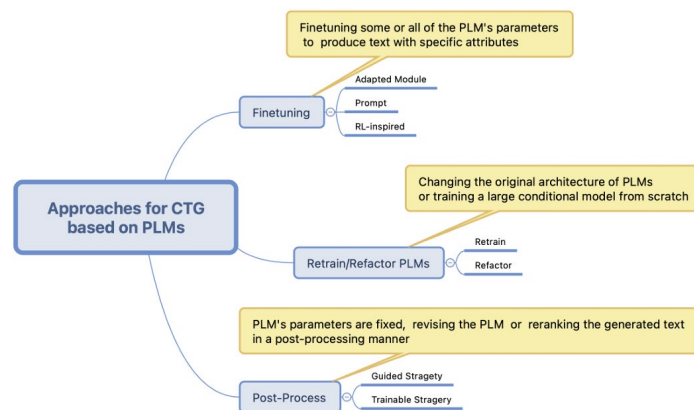 Finetuning some or all of the PLM's parameters
to produce text with specific attributes
Adapted Module
Finetuning
Prompt
RL-inspired
Changing the original architecture of PLMs
or training a large conditional model from scratch
Approaches for CTG
based on PLMs
Retrain
Retrain/Refactor PLMs
Refactor
PLM's parameters are fixed, revising the PLM or reranking the generated text
in a post-processing manner
Guided Stragety
Post-Process
Trainable Stragery